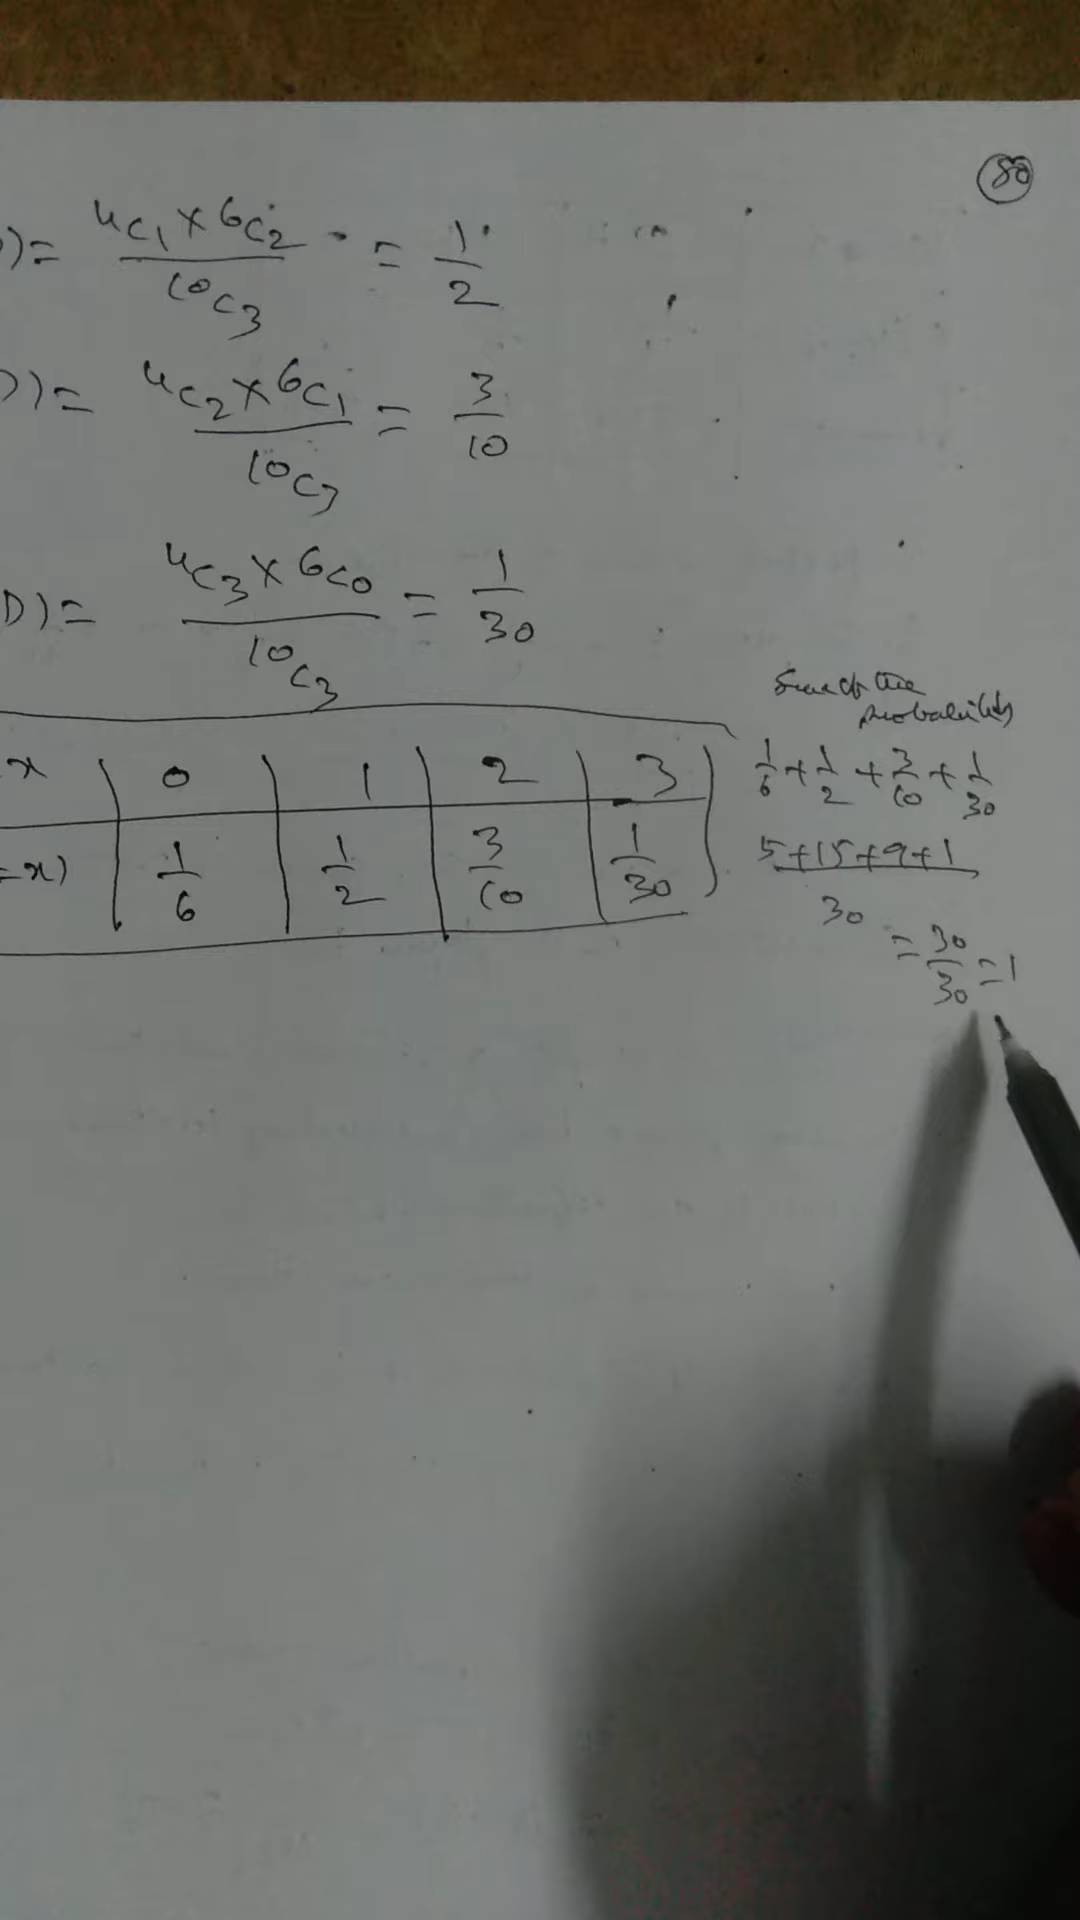 80
)= 4C1 × 6C2 / 10C3 = 1/2
))= 4C2 × 6C1 / 10C3 = 3/10
D)= 4C3 × 6C0 / 10C3 = 1/30
Sum of the
probabilities
x | 0 | 1 | 2 | 3
=x) | 1/6 | 1/2 | 3/10 | 1/30
1/6 + 1/2 + 3/10 + 1/30
5+15+9+1 / 30
= 30/30 = 1